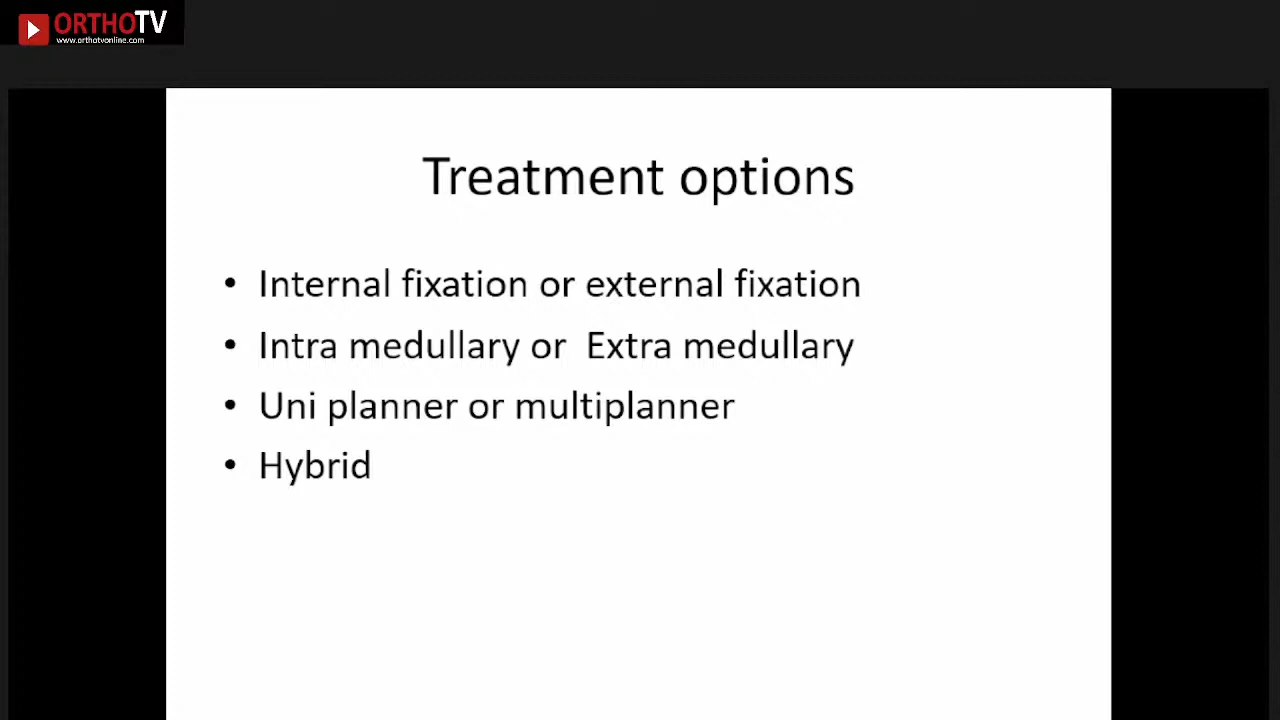 ORTHOTV
www.orthotvonline.com
Treatment options
• Internal fixation or external fixation
• Intra medullary or Extra medullary
• Uni planner or multiplanner
• Hybrid